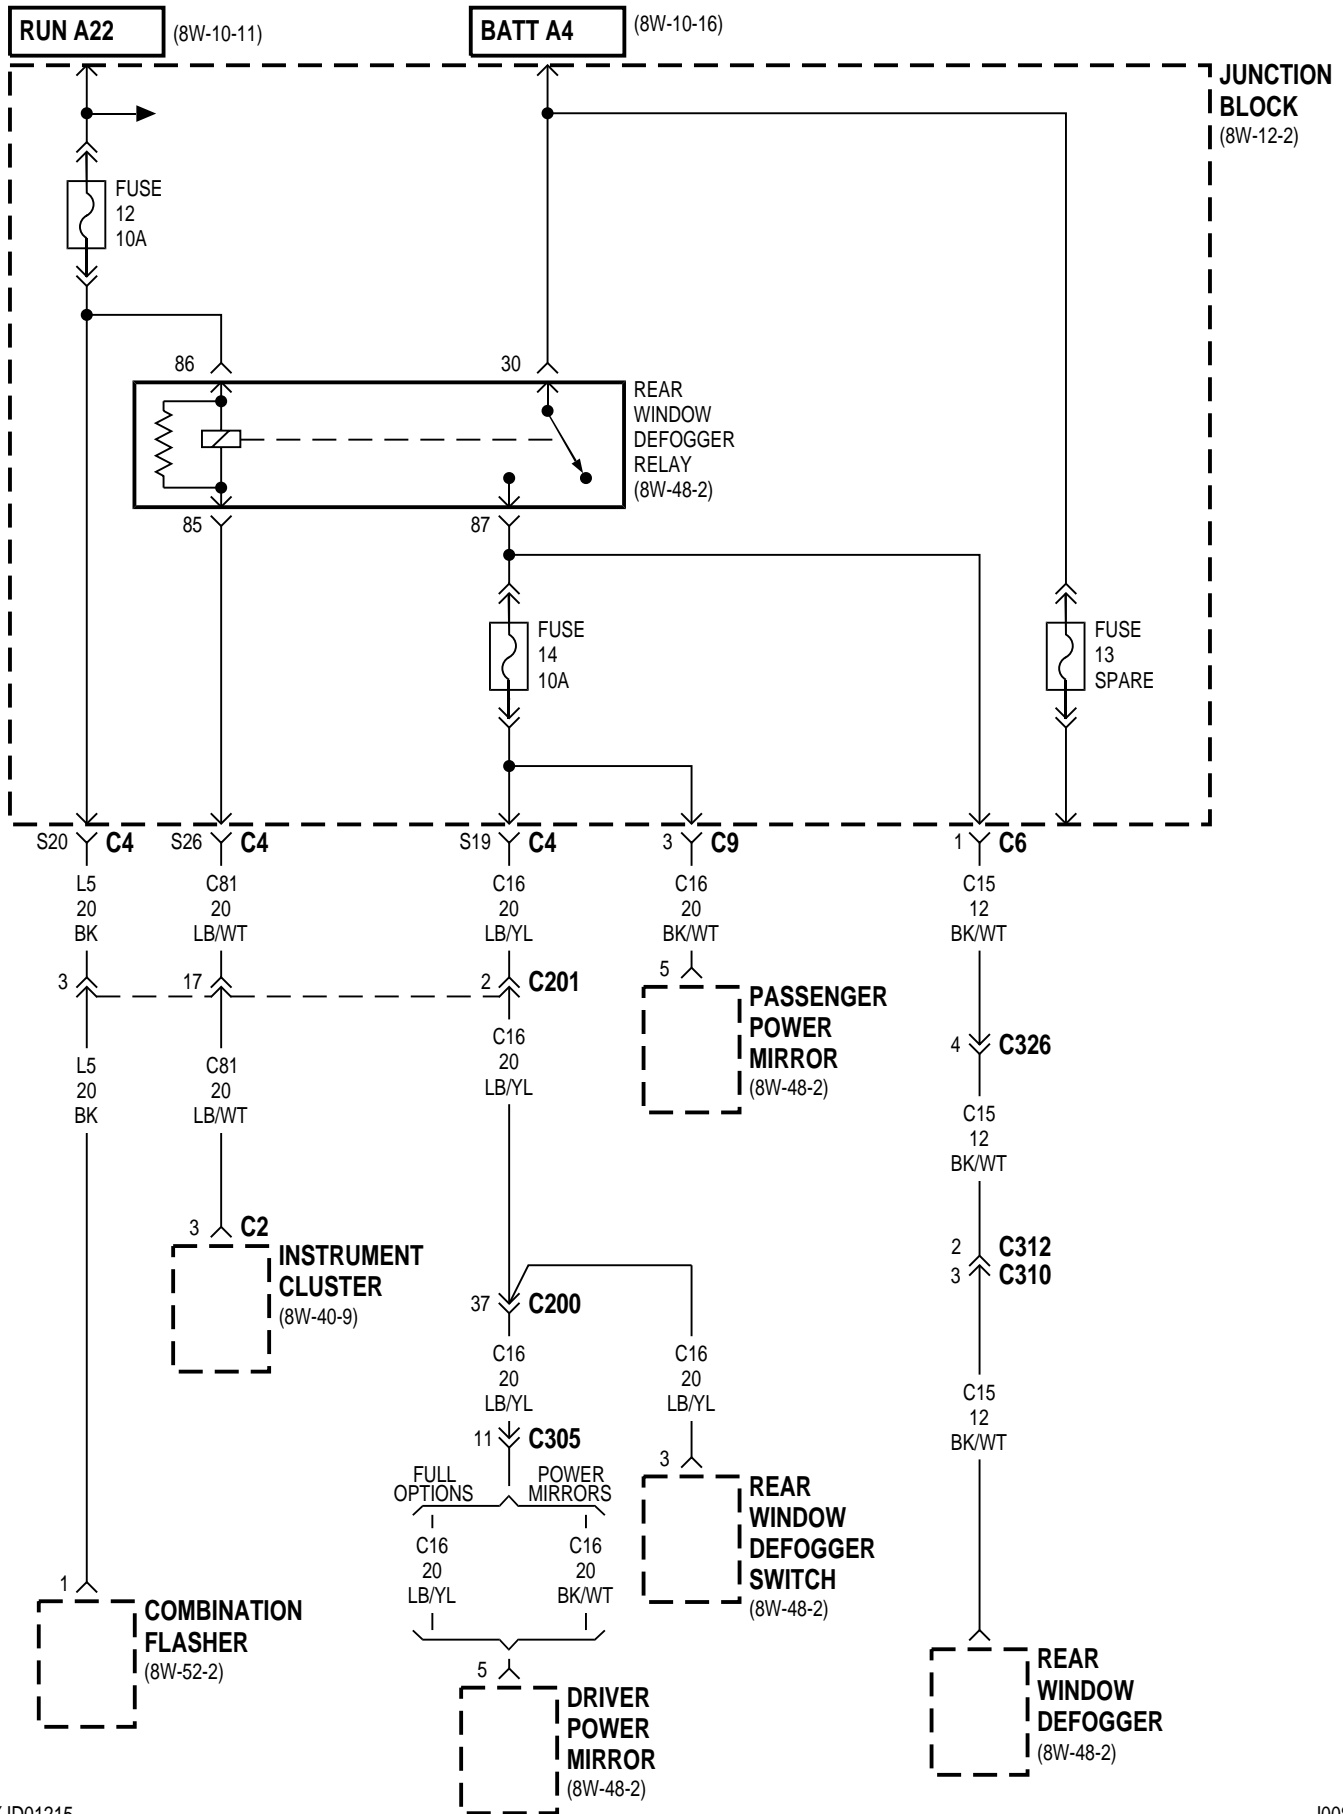 RUN A22
(8W-10-11)
BATT A4
(8W-10-16)
JUNCTION
BLOCK
(8W-12-2)
FUSE
12
10A
86
30
REAR
WINDOW
DEFOGGER
RELAY
(8W-48-2)
85
87
FUSE
14
10A
FUSE
13
SPARE
S20 C4
S26 C4
S19 C4
3 C9
1 C6
L5
20
BK
C81
20
LB/WT
C16
20
LB/YL
C16
20
BK/WT
C15
12
BK/WT
3
17
2 C201
5
PASSENGER
POWER
MIRROR
(8W-48-2)
4 C326
L5
20
BK
C81
20
LB/WT
C16
20
LB/YL
C15
12
BK/WT
3 C2
INSTRUMENT
CLUSTER
(8W-40-9)
2 C312
3 C310
37 C200
C16
20
LB/YL
C16
20
LB/YL
C15
12
BK/WT
11 C305
3
REAR
WINDOW
DEFOGGER
SWITCH
(8W-48-2)
FULL
OPTIONS
POWER
MIRRORS
C16
20
LB/YL
C16
20
BK/WT
1
COMBINATION
FLASHER
(8W-52-2)
5
DRIVER
POWER
MIRROR
(8W-48-2)
REAR
WINDOW
DEFOGGER
(8W-48-2)